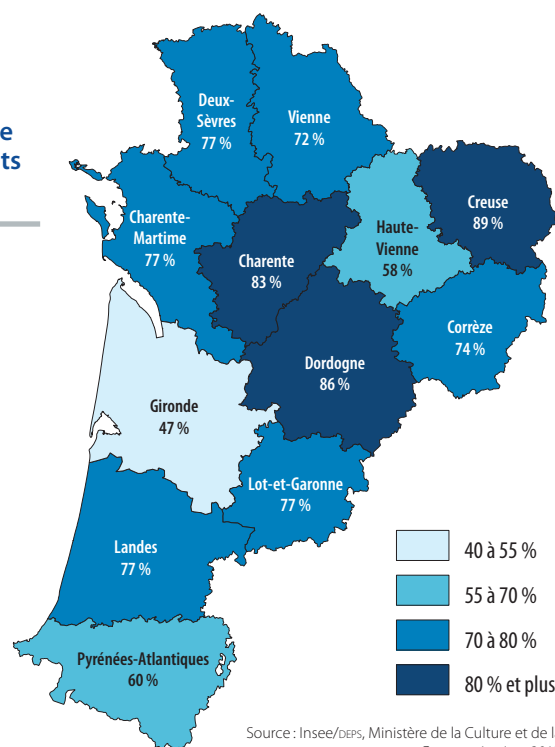 e
ts
Deux-
Sèvres
77 %
Vienne
72 %
Charente-
Martime
77 %
Charente
83 %
Haute-
Vienne
58 %
Creuse
89 %
Corrèze
74 %
Dordogne
86 %
Gironde
47 %
Lot-et-Garonne
77 %
Landes
77 %
Pyrénées-Atlantiques
60 %
40 à 55 %
55 à 70 %
70 à 80 %
80 % et plus
Source : Insee/DEPS, Ministère de la Culture et de l